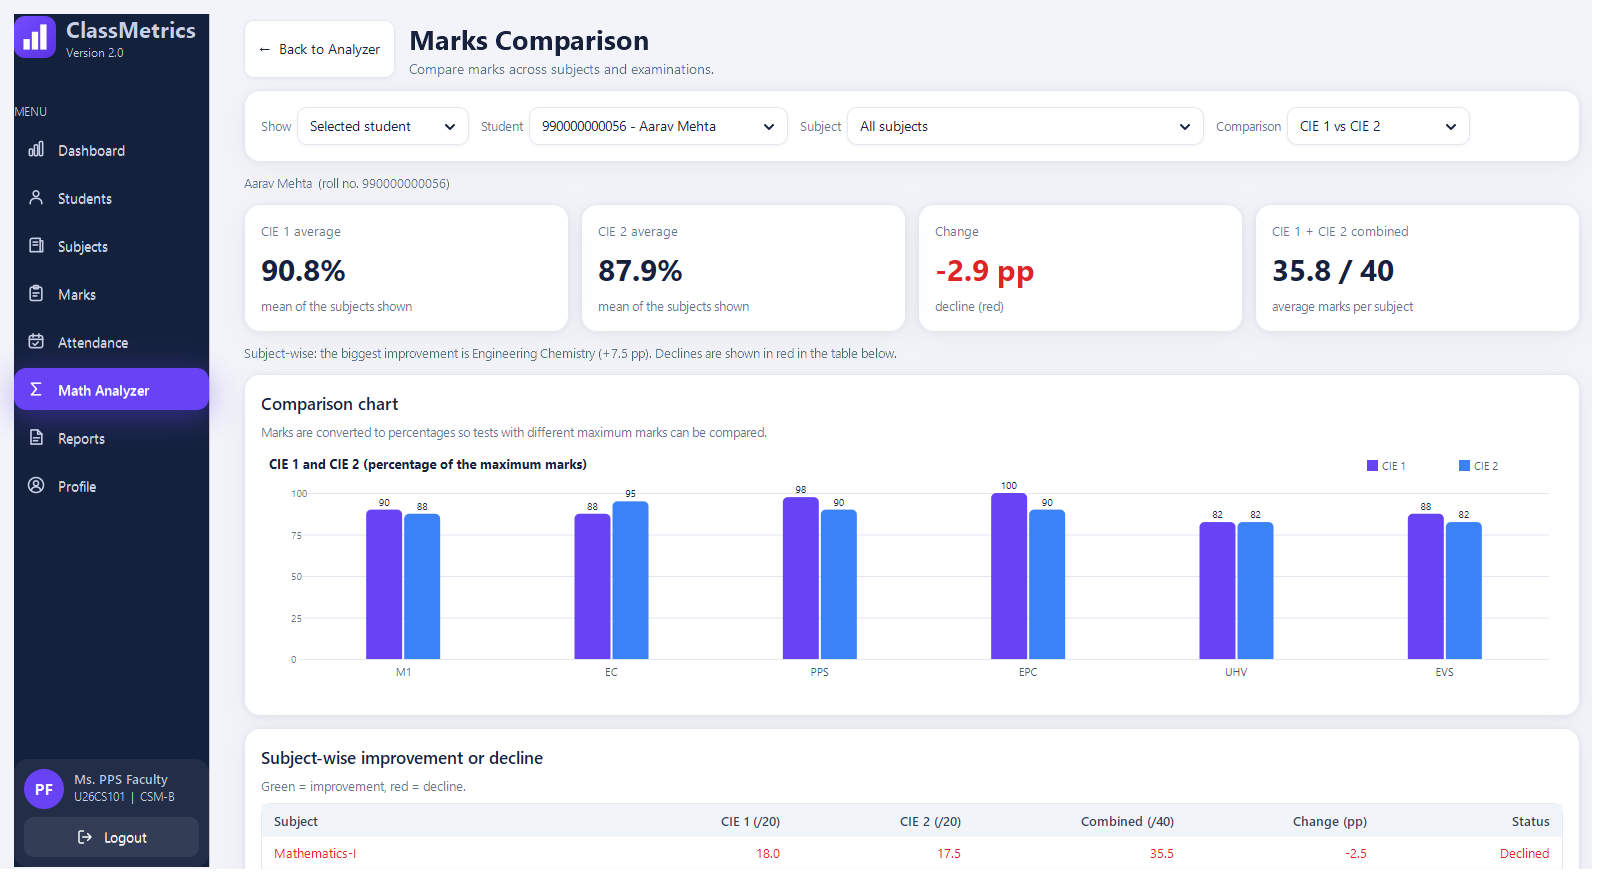 ClassMetrics
Version 2.0
MENU
Dashboard
Students
Subjects
Marks
Attendance
Math Analyzer
Reports
Profile
PF
Ms. PPS Faculty
U26CS101 | CSM-B
Logout
← Back to Analyzer
Marks Comparison
Compare marks across subjects and examinations.
Show Selected student Student 990000000056 - Aarav Mehta Subject All subjects Comparison CIE 1 vs CIE 2
Aarav Mehta (roll no. 990000000056)
CIE 1 average
90.8%
mean of the subjects shown
CIE 2 average
87.9%
mean of the subjects shown
Change
-2.9 pp
decline (red)
CIE 1 + CIE 2 combined
35.8 / 40
average marks per subject
Subject-wise: the biggest improvement is Engineering Chemistry (+7.5 pp). Declines are shown in red in the table below.
Comparison chart
Marks are converted to percentages so tests with different maximum marks can be compared.
CIE 1 and CIE 2 (percentage of the maximum marks)
CIE 1 CIE 2
100
75
50
25
0
90 88
88 95
98 90
100 90
82 82
88 82
M1 EC PPS EPC UHV EVS
Subject-wise improvement or decline
Green = improvement, red = decline.
Subject CIE 1 (/20) CIE 2 (/20) Combined (/40) Change (pp) Status
Mathematics-I 18.0 17.5 35.5 -2.5 Declined